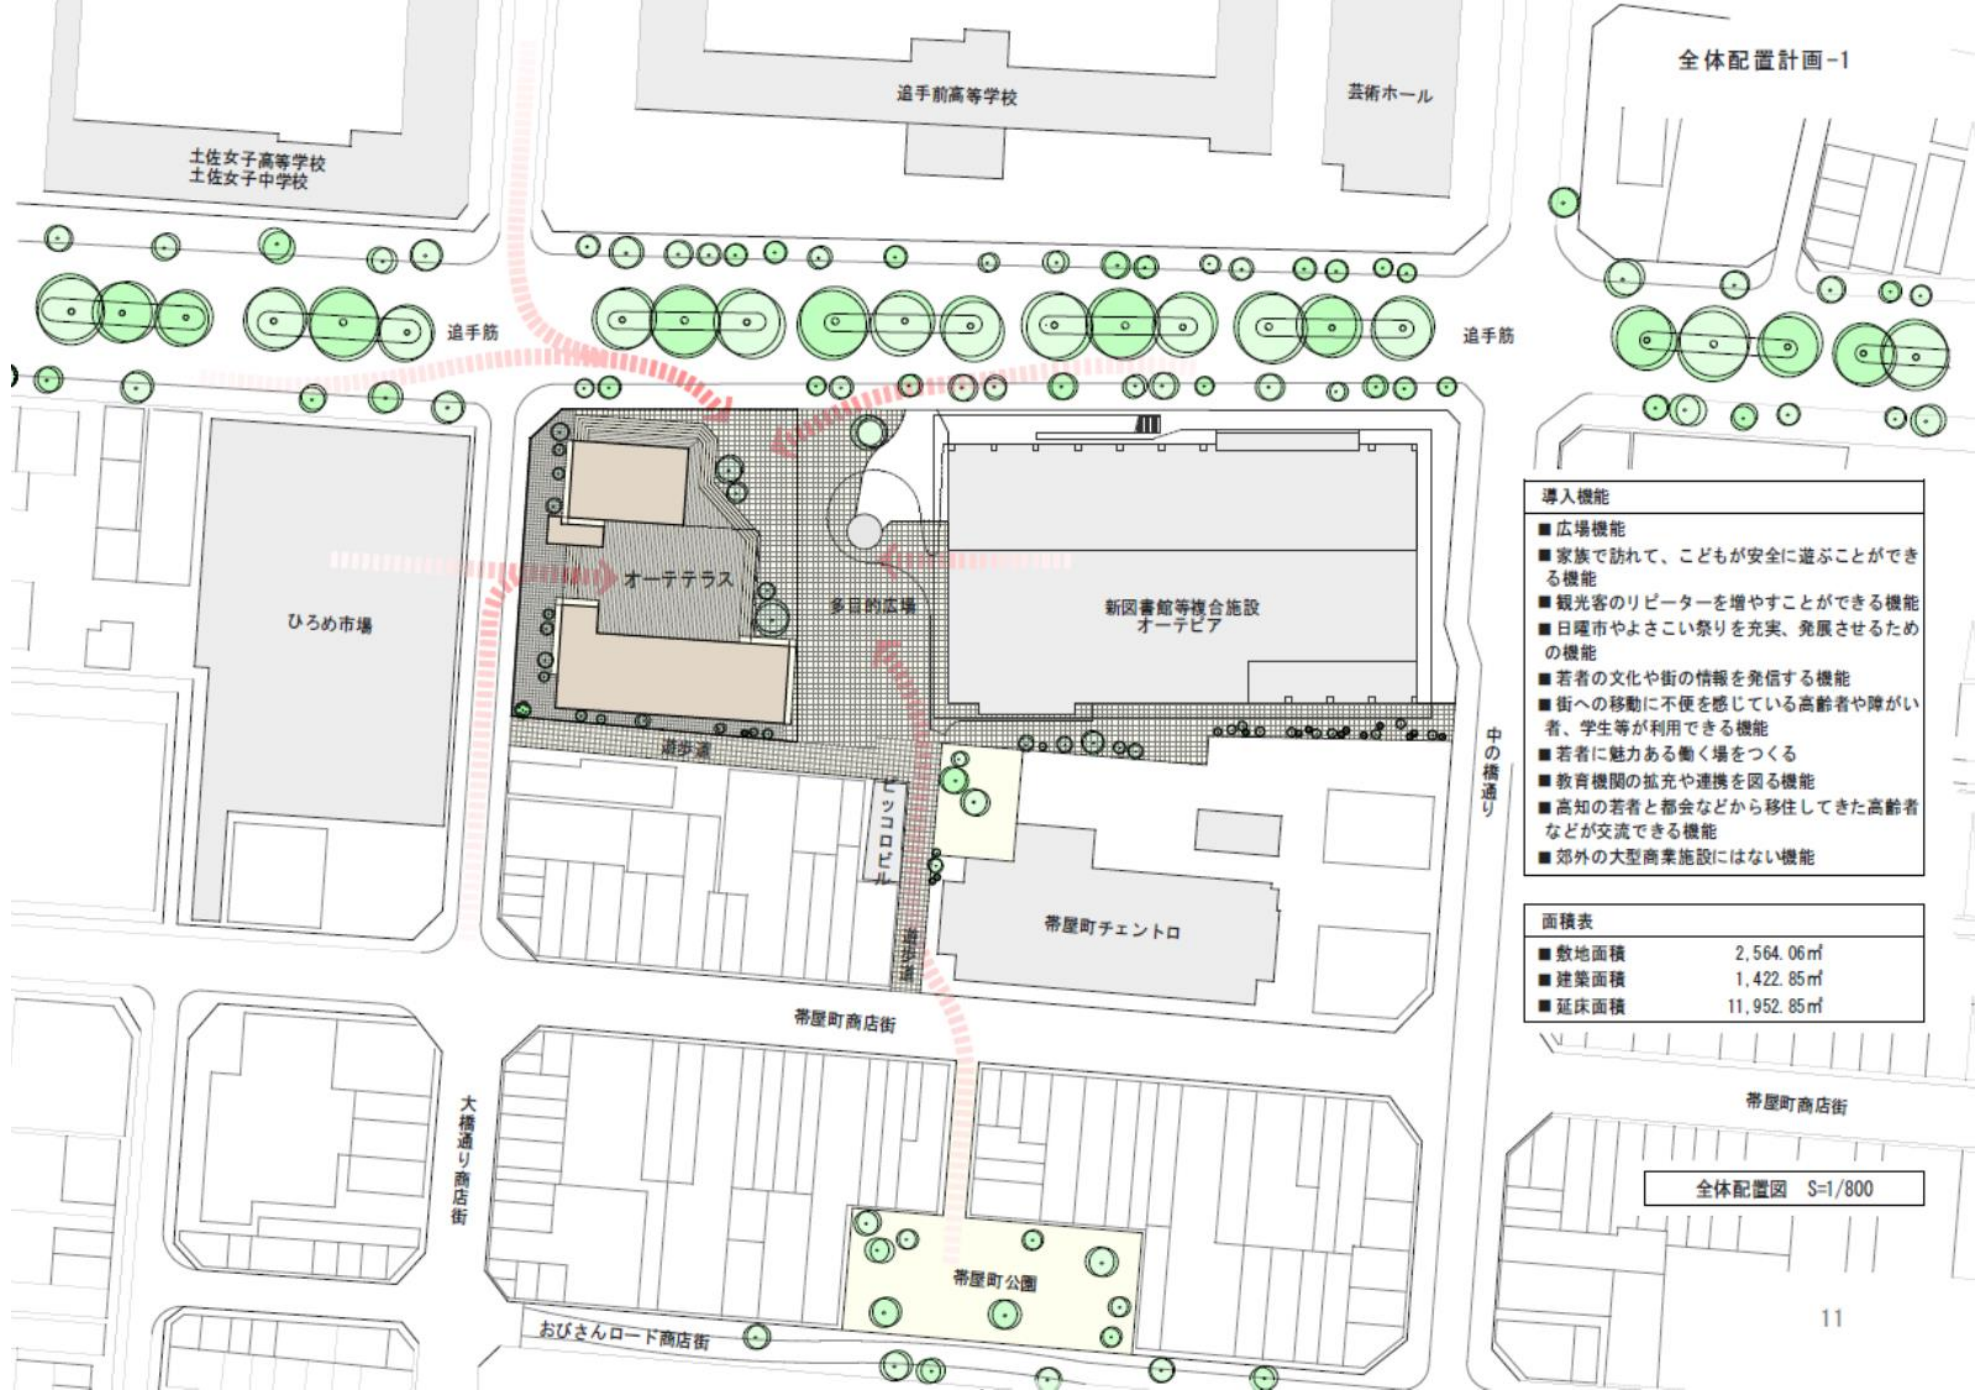 全体配置計画-1
追手前高等学校
芸術ホール
土佐女子高等学校
土佐女子中学校
追手筋
追手筋
オーテテラス
多目的広場
新図書館等複合施設
オーテピア
ひろめ市場
遊歩道
ピッコロビル
遊歩道
中の橋通り
帯屋町チェントロ
帯屋町商店街
大橋通り商店街
帯屋町公園
おびさんロード商店街
導入機能
■広場機能
■家族で訪れて、こどもが安全に遊ぶことができ
る機能
■観光客のリピーターを増やすことができる機能
■日曜市やよさこい祭りを充実、発展させるため
の機能
■若者の文化や街の情報を発信する機能
■街への移動に不便を感じている高齢者や障がい
者、学生等が利用できる機能
■若者に魅力ある働く場をつくる
■教育機関の拡充や連携を図る機能
■高知の若者と都会などから移住してきた高齢者
などが交流できる機能
■郊外の大型商業施設にはない機能
面積表
■敷地面積 2,564.06㎡
■建築面積 1,422.85㎡
■延床面積 11,952.85㎡
帯屋町商店街
全体配置図 S=1/800
11